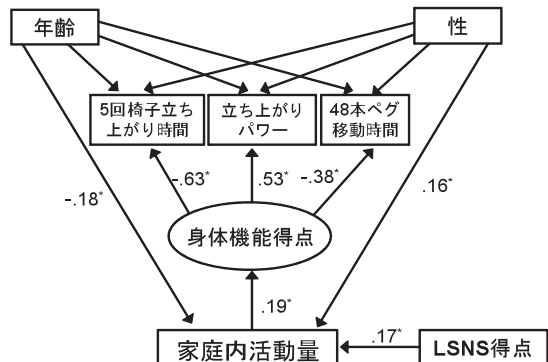 年齢
性
5回椅子立ち
上がり時間
立ち上がり
パワー
48本ペグ
移動時間
-.63*
.53*
-.38*
-.18*
.16*
身体機能得点
.19*
.17*
家庭内活動量
LSNS得点